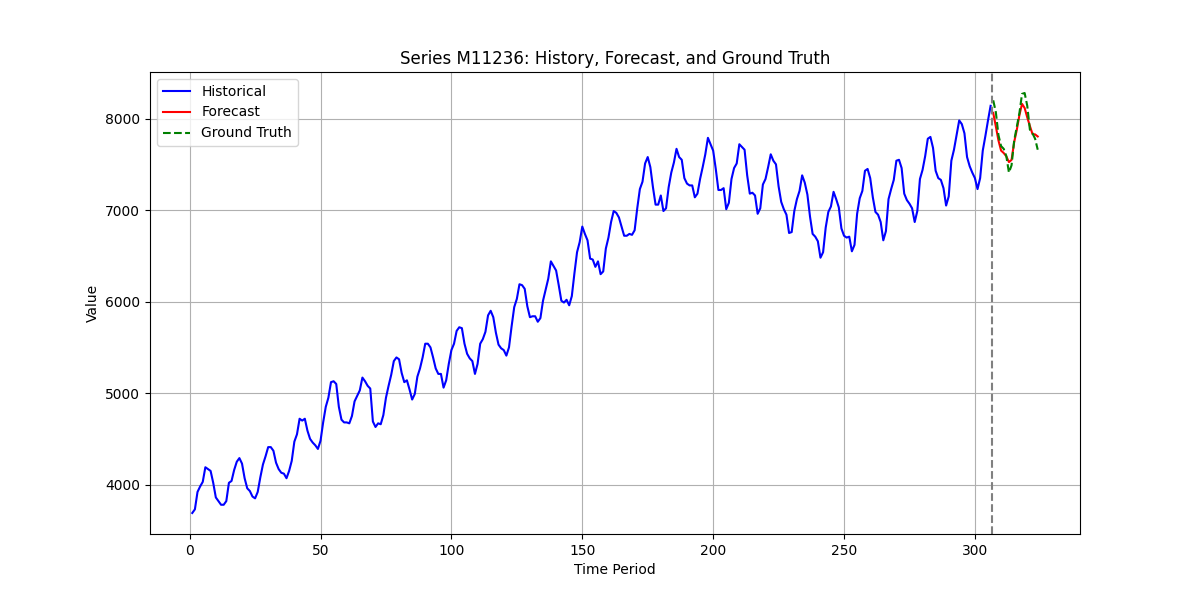 Series M11236: History, Forecast, and Ground Truth
Historical
Forecast
Ground Truth
Value
8000
7000
6000
5000
4000
0 50 100 150 200 250 300
Time Period